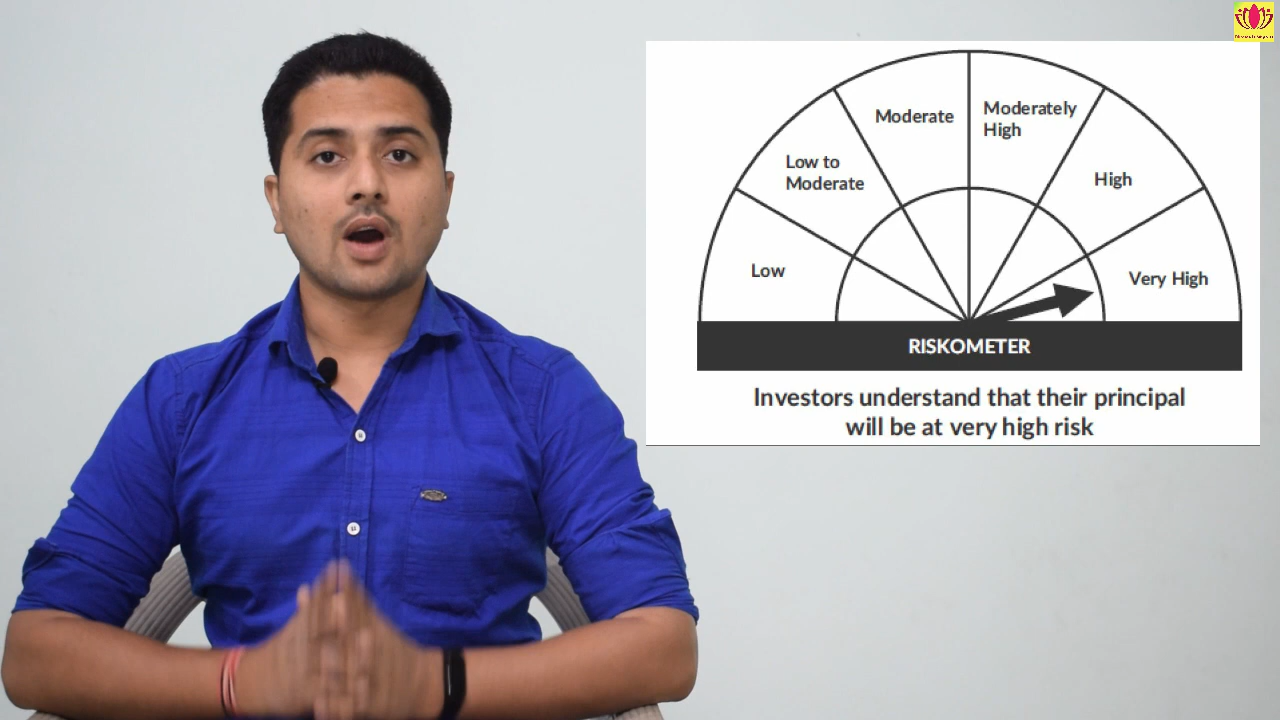 Moderate
Moderately
High
Low to
Moderate
High
Low
Very High
RISKOMETER
Investors understand that their principal
will be at very high risk